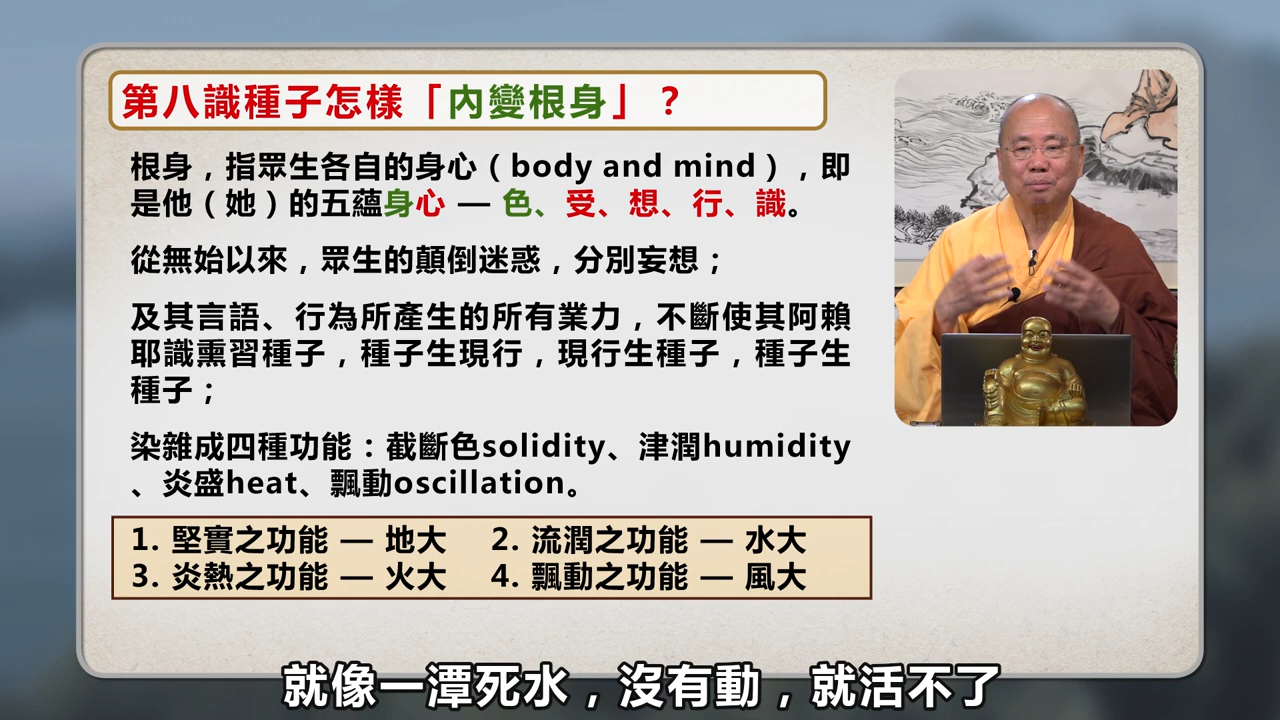 第八識種子怎樣「內變根身」？
根身，指眾生各自的身心（body and mind），即
是他（她）的五蘊身心 — 色、受、想、行、識。
從無始以來，眾生的顛倒迷惑，分別妄想；
及其言語、行為所產生的所有業力，不斷使其阿賴
耶識熏習種子，種子生現行，現行生種子，種子生
種子；
染雜成四種功能：截斷色solidity、津潤humidity
、炎盛heat、飄動oscillation。
1. 堅實之功能 — 地大 2. 流潤之功能 — 水大
3. 炎熱之功能 — 火大 4. 飄動之功能 — 風大
就像一潭死水，沒有動，就活不了